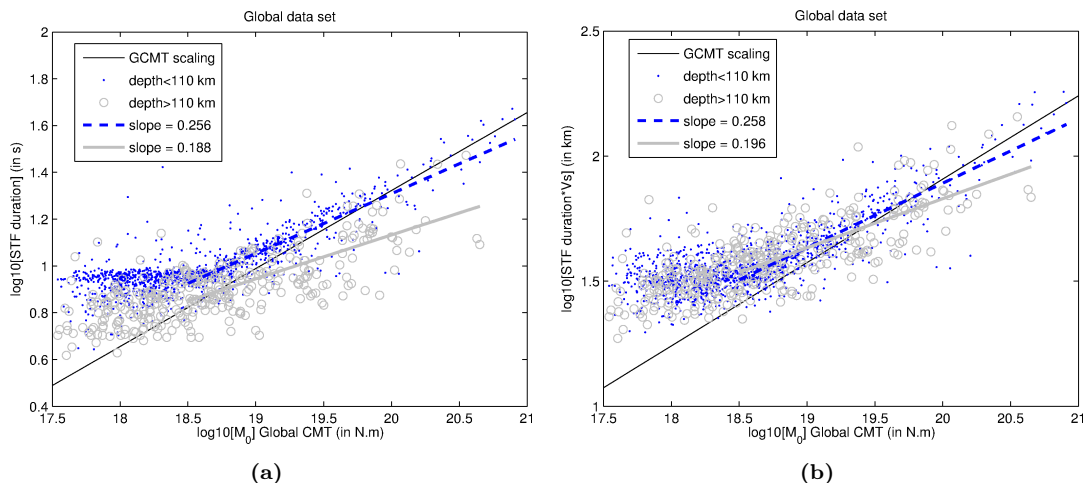 Global data set
2
1.8
1.6
1.4
1.2
1
0.8
0.6
0.4
log10[STF duration] (in s)
GCMT scaling
depth<110 km
depth>110 km
slope = 0.256
slope = 0.188
17.5 18 18.5 19 19.5 20 20.5 21
log10[M0] Global CMT (in N.m)
(a)
Global data set
2.5
2
1.5
1
log10[STF duration*Vs] (in km)
GCMT scaling
depth<110 km
depth>110 km
slope = 0.258
slope = 0.196
17.5 18 18.5 19 19.5 20 20.5 21
log10[M0] Global CMT (in N.m)
(b)